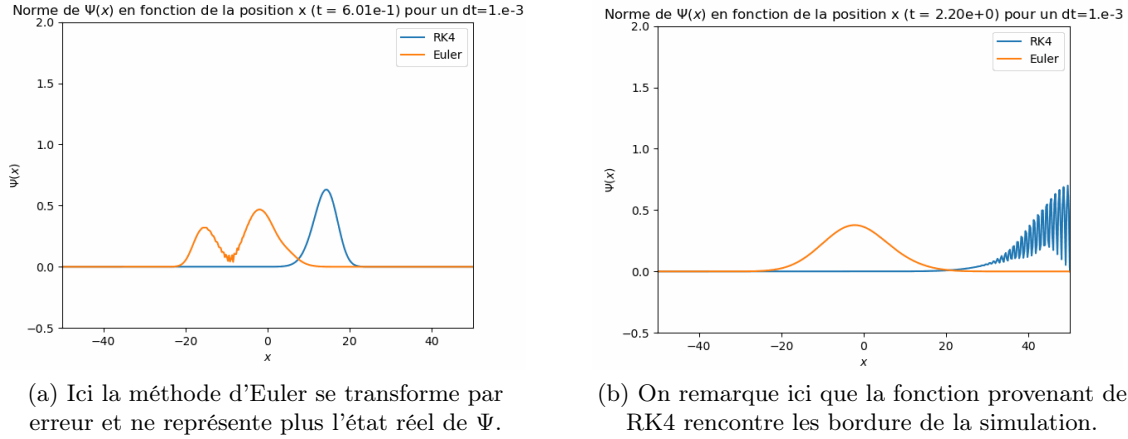 Norme de Ψ(x) en fonction de la position x (t = 6.01e-1) pour un dt=1.e-3
2.0
1.5
1.0
0.5
0.0
−0.5
Ψ(x)
RK4
Euler
−40
−20
0
20
40
x
(a) Ici la méthode d'Euler se transforme par
erreur et ne représente plus l'état réel de Ψ.
Norme de Ψ(x) en fonction de la position x (t = 2.20e+0) pour un dt=1.e-3
2.0
1.5
1.0
0.5
0.0
−0.5
Ψ(x)
RK4
Euler
−40
−20
0
20
40
x
(b) On remarque ici que la fonction provenant de
RK4 rencontre les bordure de la simulation.